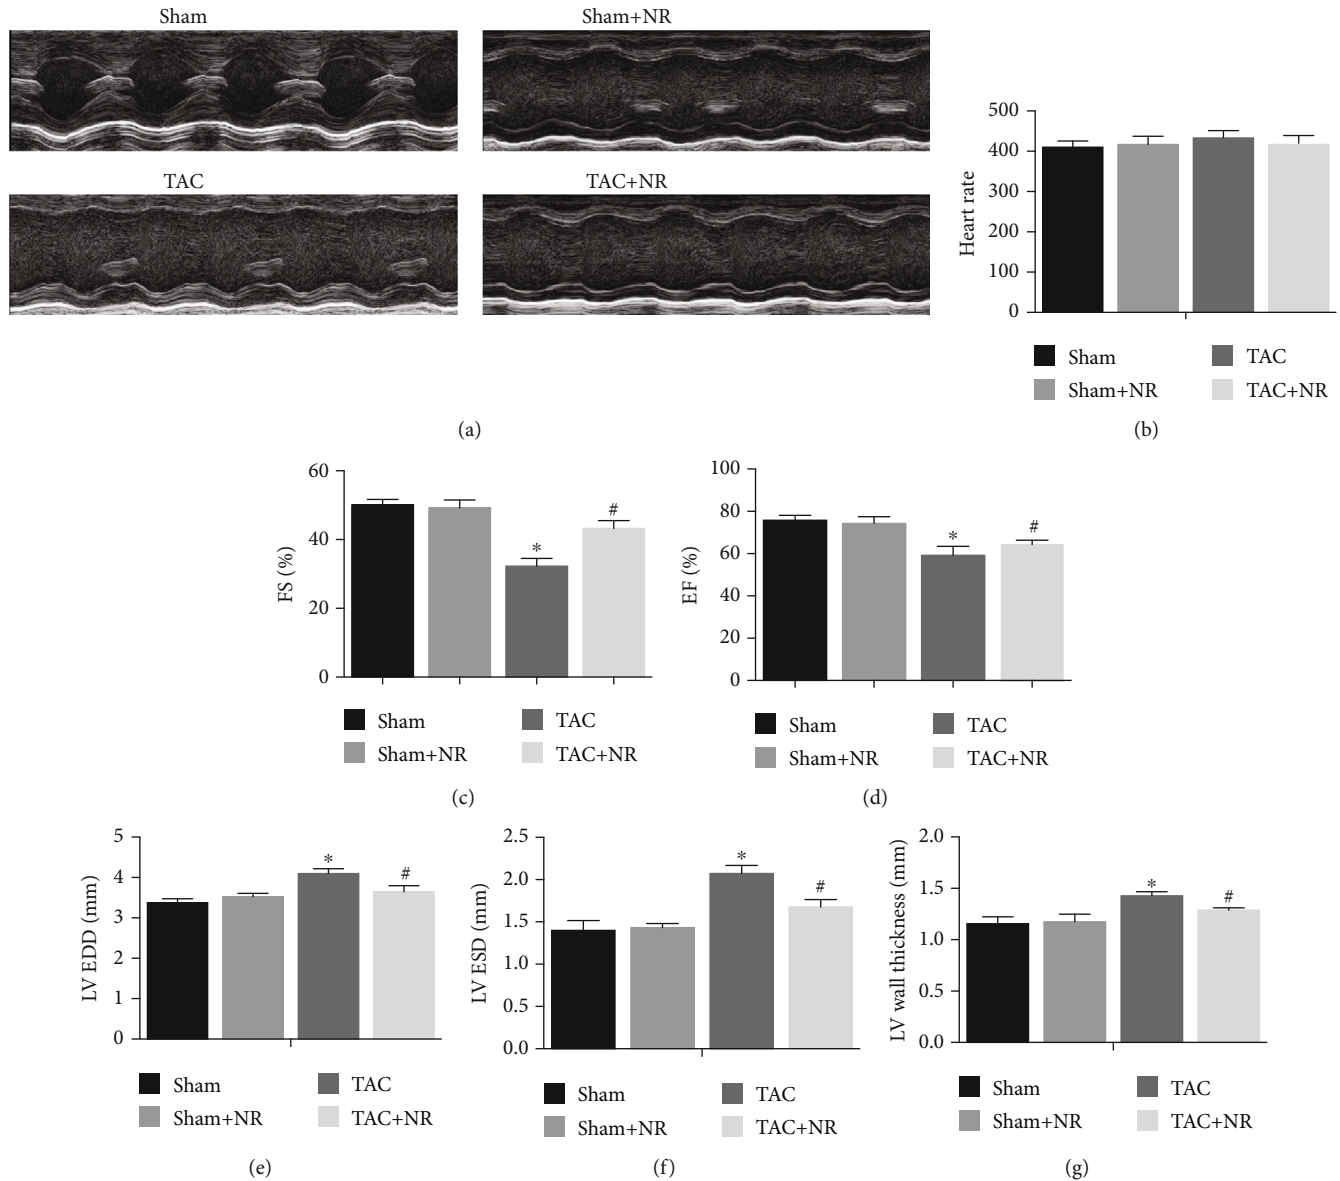 Sham
Sham+NR
TAC
TAC+NR
(a)
500
400
300
200
100
0
Heart rate
Sham
TAC
Sham+NR
TAC+NR
(b)
60
40
20
0
FS (%)
*
#
Sham
TAC
Sham+NR
TAC+NR
(c)
100
80
60
40
20
0
EF (%)
*
#
Sham
TAC
Sham+NR
TAC+NR
(d)
5
4
3
2
1
0
LV EDD (mm)
*
#
Sham
TAC
Sham+NR
TAC+NR
(e)
2.5
2.0
1.5
1.0
0.5
0.0
LV ESD (mm)
*
#
Sham
TAC
Sham+NR
TAC+NR
(f)
2.0
1.5
1.0
0.5
0.0
LV wall thickness (mm)
*
#
Sham
TAC
Sham+NR
TAC+NR
(g)